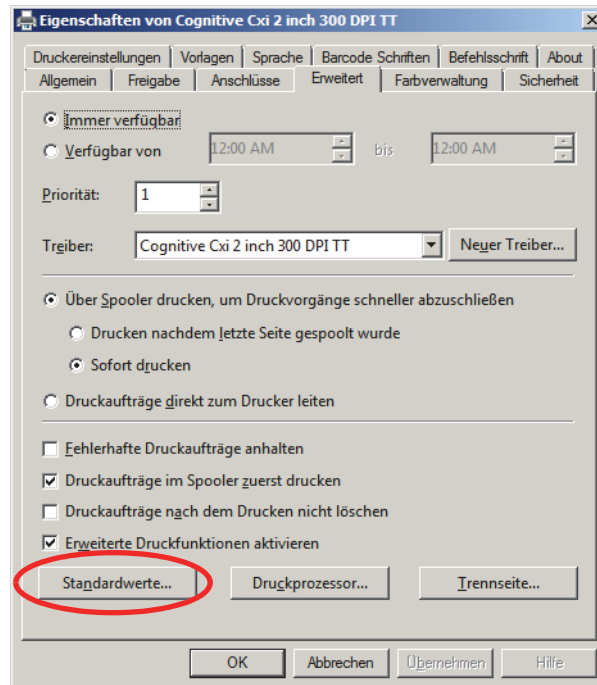 Eigenschaften von Cognitive Cxi 2 inch 300 DPI TT
Druckereinstellungen Vorlagen Sprache Barcode Schriften Befehlsschrift About
Allgemein Freigabe Anschlüsse Erweitert Farbverwaltung Sicherheit
Immer verfügbar
Verfügbar von 12:00 AM bis 12:00 AM
Priorität: 1
Treiber: Cognitive Cxi 2 inch 300 DPI TT Neuer Treiber...
Über Spooler drucken, um Druckvorgänge schneller abzuschließen
Drucken nachdem letzte Seite gespoolt wurde
Sofort drucken
Druckaufträge direkt zum Drucker leiten
Fehlerhafte Druckaufträge anhalten
Druckaufträge im Spooler zuerst drucken
Druckaufträge nach dem Drucken nicht löschen
Erweiterte Druckfunktionen aktivieren
Standardwerte... Druckprozessor... Trennseite...
OK Abbrechen Übernehmen Hilfe